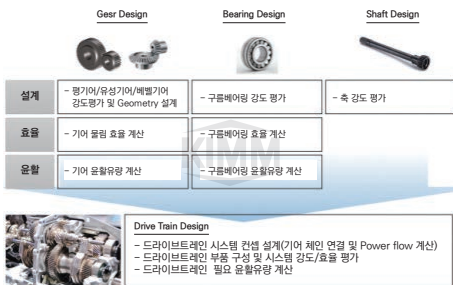 Gesr Design
Bearing Design
Shaft Design
설계
- 평기어/유성기어/베벨기어
강도평가 및 Geometry 설계
- 구름베어링 강도 평가
- 축 강도 평가
효율
- 기어 물림 효율 계산
- 구름베어링 효율 계산
윤활
- 기어 윤활유량 계산
- 구름베어링 윤활유량 계산
KIMM
Drive Train Design
- 드라이브트레인 시스템 컨셉 설계(기어 체인 연결 및 Power flow 계산)
- 드라이브트레인 부품 구성 및 시스템 강도/효율 평가
- 드라이브트레인 필요 윤활유량 계산